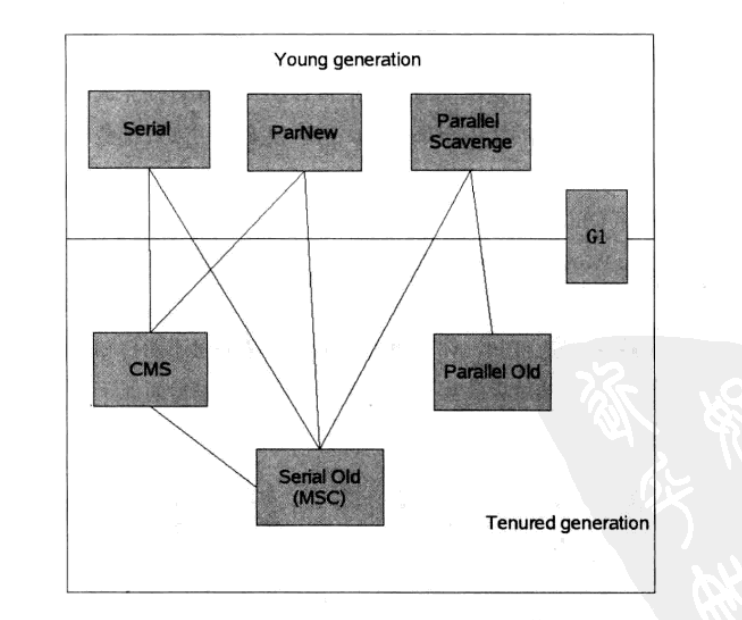 Young generation
Serial
ParNew
Parallel
Scavenge
G1
CMS
Parallel Old
Serial Old
(MSC)
Tenured generation